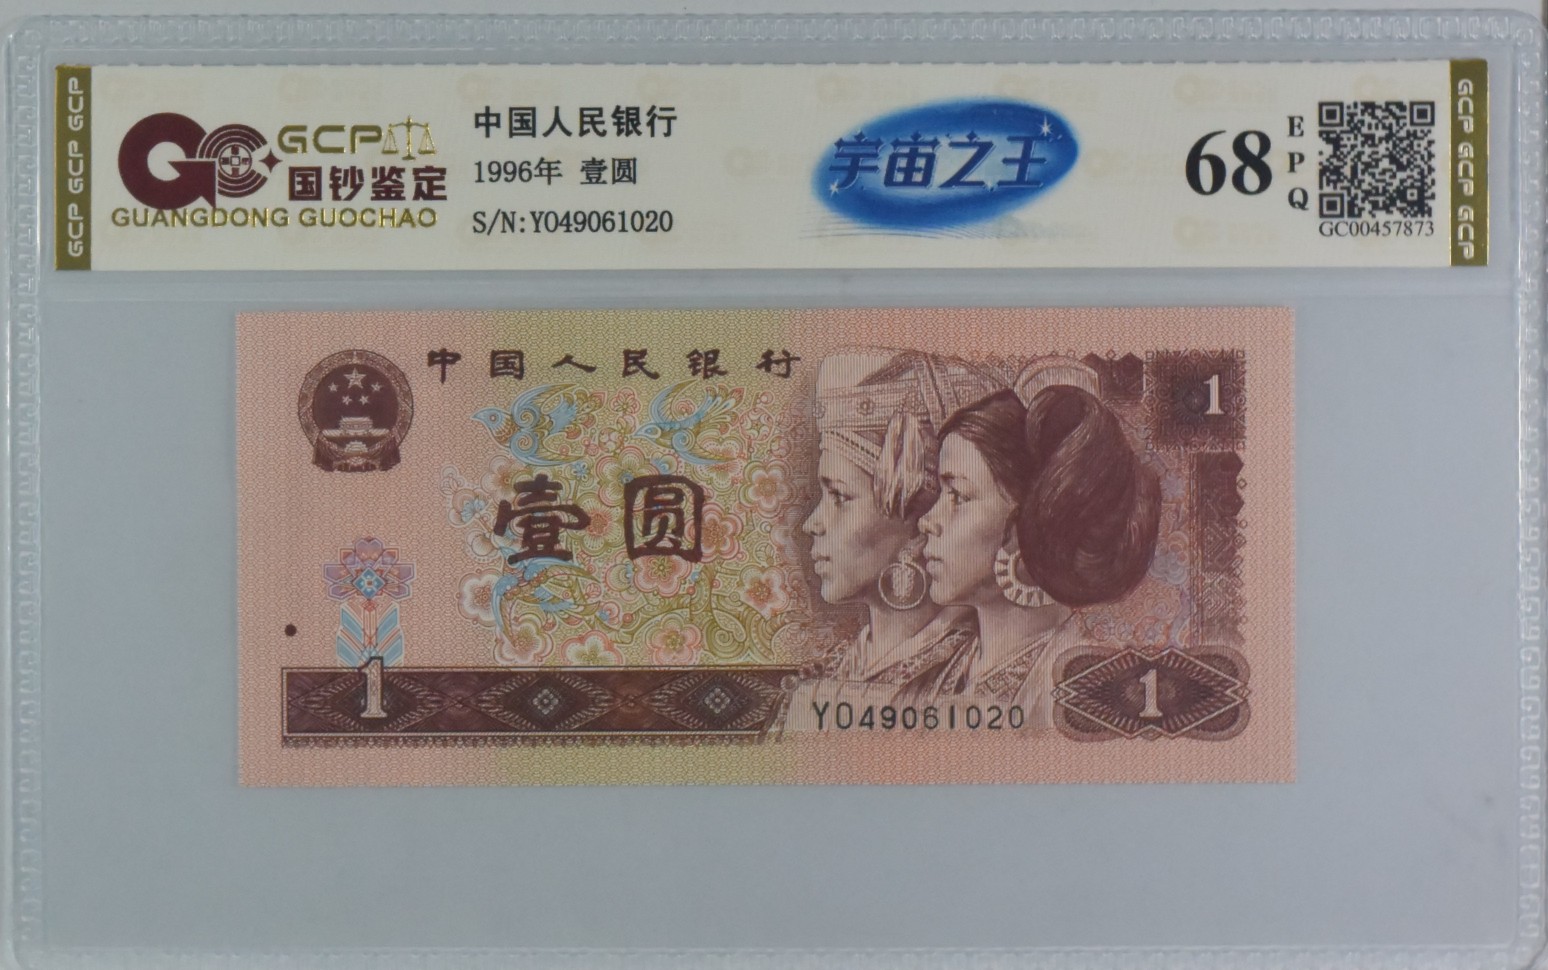 GCP GCP GCP
GCP
国钞鉴定
GUANGDONG GUOCHAO
中国人民银行
1996年 壹圆
S/N:Y049061020
宇宙之王
68
E
P
Q
GC00457873
GCP GCP GCP
中国人民银行
1
壹圆
1
Y049061020
1